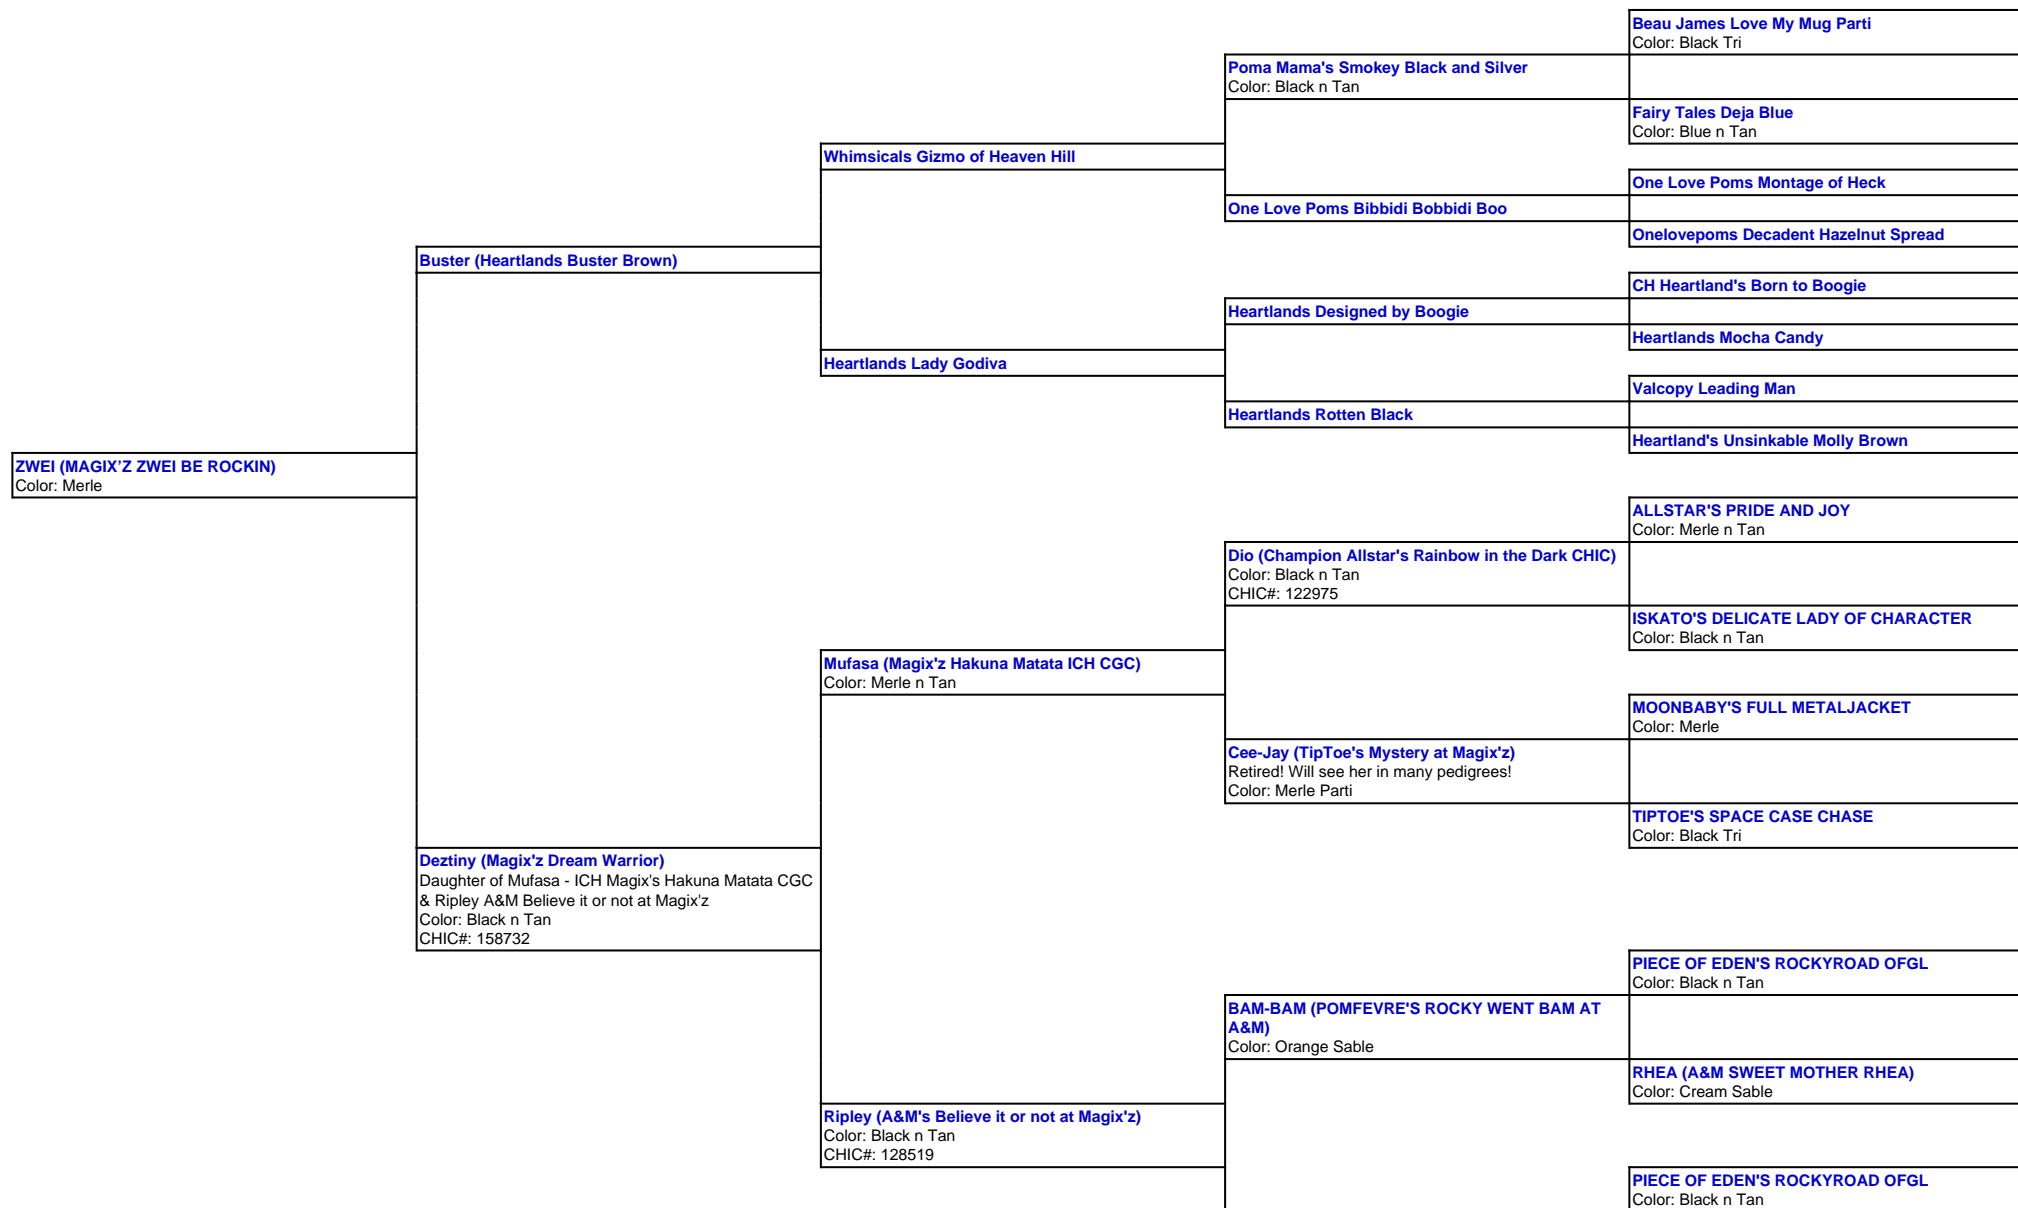 Beau James Love My Mug Parti
Color: Black Tri
Poma Mama's Smokey Black and Silver
Color: Black n Tan
Fairy Tales Deja Blue
Color: Blue n Tan
Whimsicals Gizmo of Heaven Hill
One Love Poms Montage of Heck
One Love Poms Bibbidi Bobbidi Boo
Onelovepoms Decadent Hazelnut Spread
Buster (Heartlands Buster Brown)
CH Heartland's Born to Boogie
Heartlands Designed by Boogie
Heartlands Mocha Candy
Heartlands Lady Godiva
Valcopy Leading Man
Heartlands Rotten Black
Heartland's Unsinkable Molly Brown
ZWEI (MAGIX’Z ZWEI BE ROCKIN)
Color: Merle
ALLSTAR'S PRIDE AND JOY
Color: Merle n Tan
Dio (Champion Allstar's Rainbow in the Dark CHIC)
Color: Black n Tan
CHIC#: 122975
ISKATO'S DELICATE LADY OF CHARACTER
Color: Black n Tan
Mufasa (Magix'z Hakuna Matata ICH CGC)
Color: Merle n Tan
MOONBABY'S FULL METALJACKET
Color: Merle
Cee-Jay (TipToe's Mystery at Magix'z)
Retired! Will see her in many pedigrees!
Color: Merle Parti
TIPTOE'S SPACE CASE CHASE
Color: Black Tri
Deztiny (Magix'z Dream Warrior)
Daughter of Mufasa - ICH Magix's Hakuna Matata CGC
& Ripley A&M Believe it or not at Magix'z
Color: Black n Tan
CHIC#: 158732
PIECE OF EDEN'S ROCKYROAD OFGL
Color: Black n Tan
BAM-BAM (POMFEVRE'S ROCKY WENT BAM AT
A&M)
Color: Orange Sable
RHEA (A&M SWEET MOTHER RHEA)
Color: Cream Sable
Ripley (A&M's Believe it or not at Magix'z)
Color: Black n Tan
CHIC#: 128519
PIECE OF EDEN'S ROCKYROAD OFGL
Color: Black n Tan